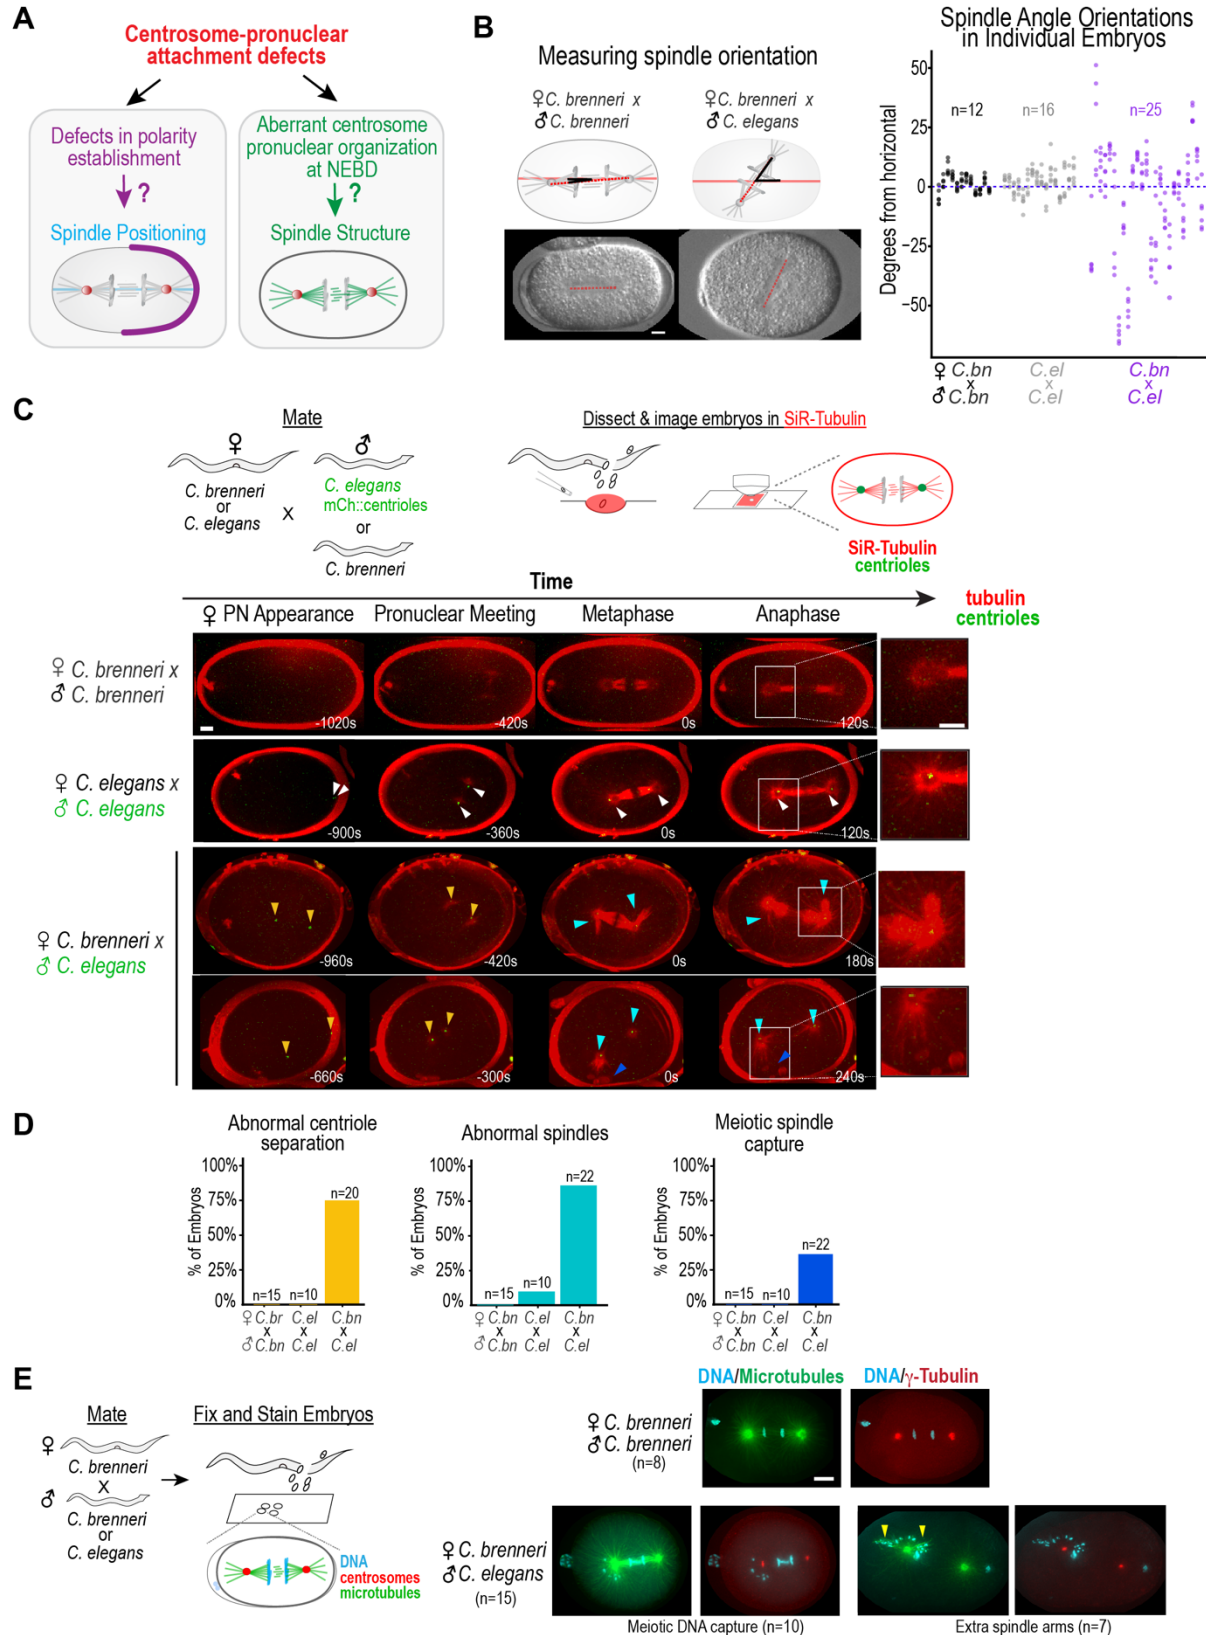 A
Centrosome-pronuclear
attachment defects
Defects in polarity
establishment
?
Spindle Positioning
Aberrant centrosome
pronuclear organization
at NEBD
?
Spindle Structure
B
Measuring spindle orientation
♀C. brenneri x
♂C. brenneri
♀C. brenneri x
♂ C. elegans
Spindle Angle Orientations
in Individual Embryos
Degrees from horizontal
50
25
0
−25
−50
n=12
n=16
n=25
♀ C.bn
x
♂ C.bn
C.el
x
C.el
C.bn
x
C.el
C
Mate
♀
C. brenneri
or
C. elegans
X
♂
C. elegans
mCh::centrioles
or
C. brenneri
Dissect & image embryos in SiR-Tubulin
SiR-Tubulin
centrioles
Time
♀ PN Appearance
Pronuclear Meeting
Metaphase
Anaphase
tubulin
centrioles
♀ C. brenneri x
♂ C. brenneri
-1020s
-420s
0s
120s
♀ C. elegans x
♂ C. elegans
-900s
-360s
0s
120s
♀ C. brenneri x
♂ C. elegans
-960s
-420s
0s
180s
-660s
-300s
0s
240s
D
Abnormal centriole
separation
% of Embryos
100%
75%
50%
25%
0%
n=15
n=10
n=20
♀ C.br
x
♂ C.bn
C.el
x
C.el
C.bn
x
C.el
Abnormal spindles
% of Embryos
100%
75%
50%
25%
0%
n=15
n=10
n=22
♀ C.bn
x
♂ C.bn
C.el
x
C.el
C.bn
x
C.el
Meiotic spindle
capture
% of Embryos
100%
75%
50%
25%
0%
n=15
n=10
n=22
♀ C.bn
x
♂ C.bn
C.el
x
C.el
C.bn
x
C.el
E
Mate
♀
C. brenneri
X
♂
C. brenneri
or
C. elegans
Fix and Stain Embryos
DNA
centrosomes
microtubules
DNA/Microtubules
DNA/γ-Tubulin
♀ C. brenneri
♂ C. brenneri
(n=8)
♀ C. brenneri
♂ C. elegans
(n=15)
Meiotic DNA capture (n=10)
Extra spindle arms (n=7)